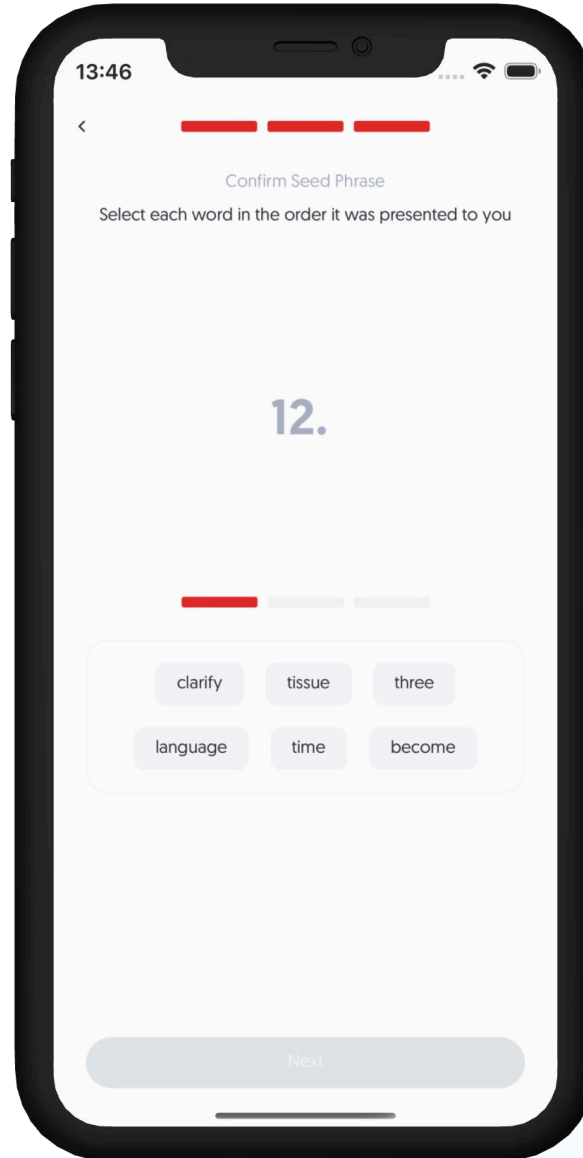 13:46
Confirm Seed Phrase
Select each word in the order it was presented to you
12.
clarify tissue three
language time become
Next